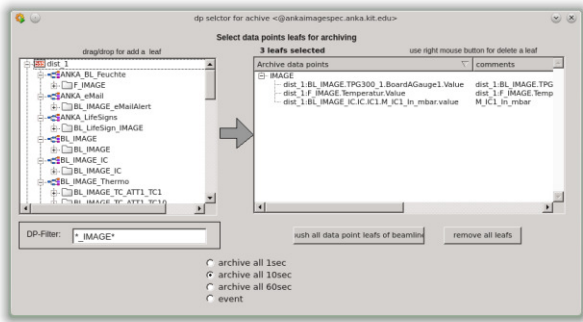 dp selctor for achive <@ankaimagespec.anka.kit.edu>
Select data points leafs for archiving
drag/drop for add a leaf
3 leafs selected
use right mouse button for delete a leaf
dist_1
ANKA_BL_Feuchte
F_IMAGE
ANKA_eMail
BL_IMAGE_eMailAlert
ANKA_LifeSigns
BL_LifeSign_IMAGE
BL_IMAGE
BL_IMAGE
BL_IMAGE_IC
BL_IMAGE_IC
BL_IMAGE_Thermo
BL_IMAGE_TC_ATT1_TC1
BL_IMAGE_TC_ATT1_TC10
Archive data points comments
IMAGE
dist_1:BL_IMAGE.TPG300_1.BoardAGauge1.Value dist_1:BL_IMAGE.TPG
dist_1:F_IMAGE.Temperatur.Value dist_1:F_IMAGE.Temp
dist_1:BL_IMAGE_IC.IC.IC1.M_IC1_In_mbar.value M_IC1_In_mbar
DP-Filter: *_IMAGE*
push all data point leafs of beamline remove all leafs
archive all 1sec
archive all 10sec
archive all 60sec
event